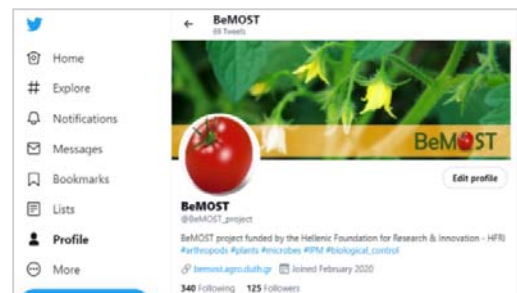 BeMOST
69 Tweets
Home
Explore
Notifications
Messages
Bookmarks
Lists
Profile
More
BeMOST
Edit profile
BeMOST
@BeMOST_project
BeMOST project funded by the Hellenic Foundation for Research & Innovation - HFRI
#arthropods #plants #microbes #IPM #biological_control
bemost.agro.duth.gr Joined February 2020
340 Following 125 Followers